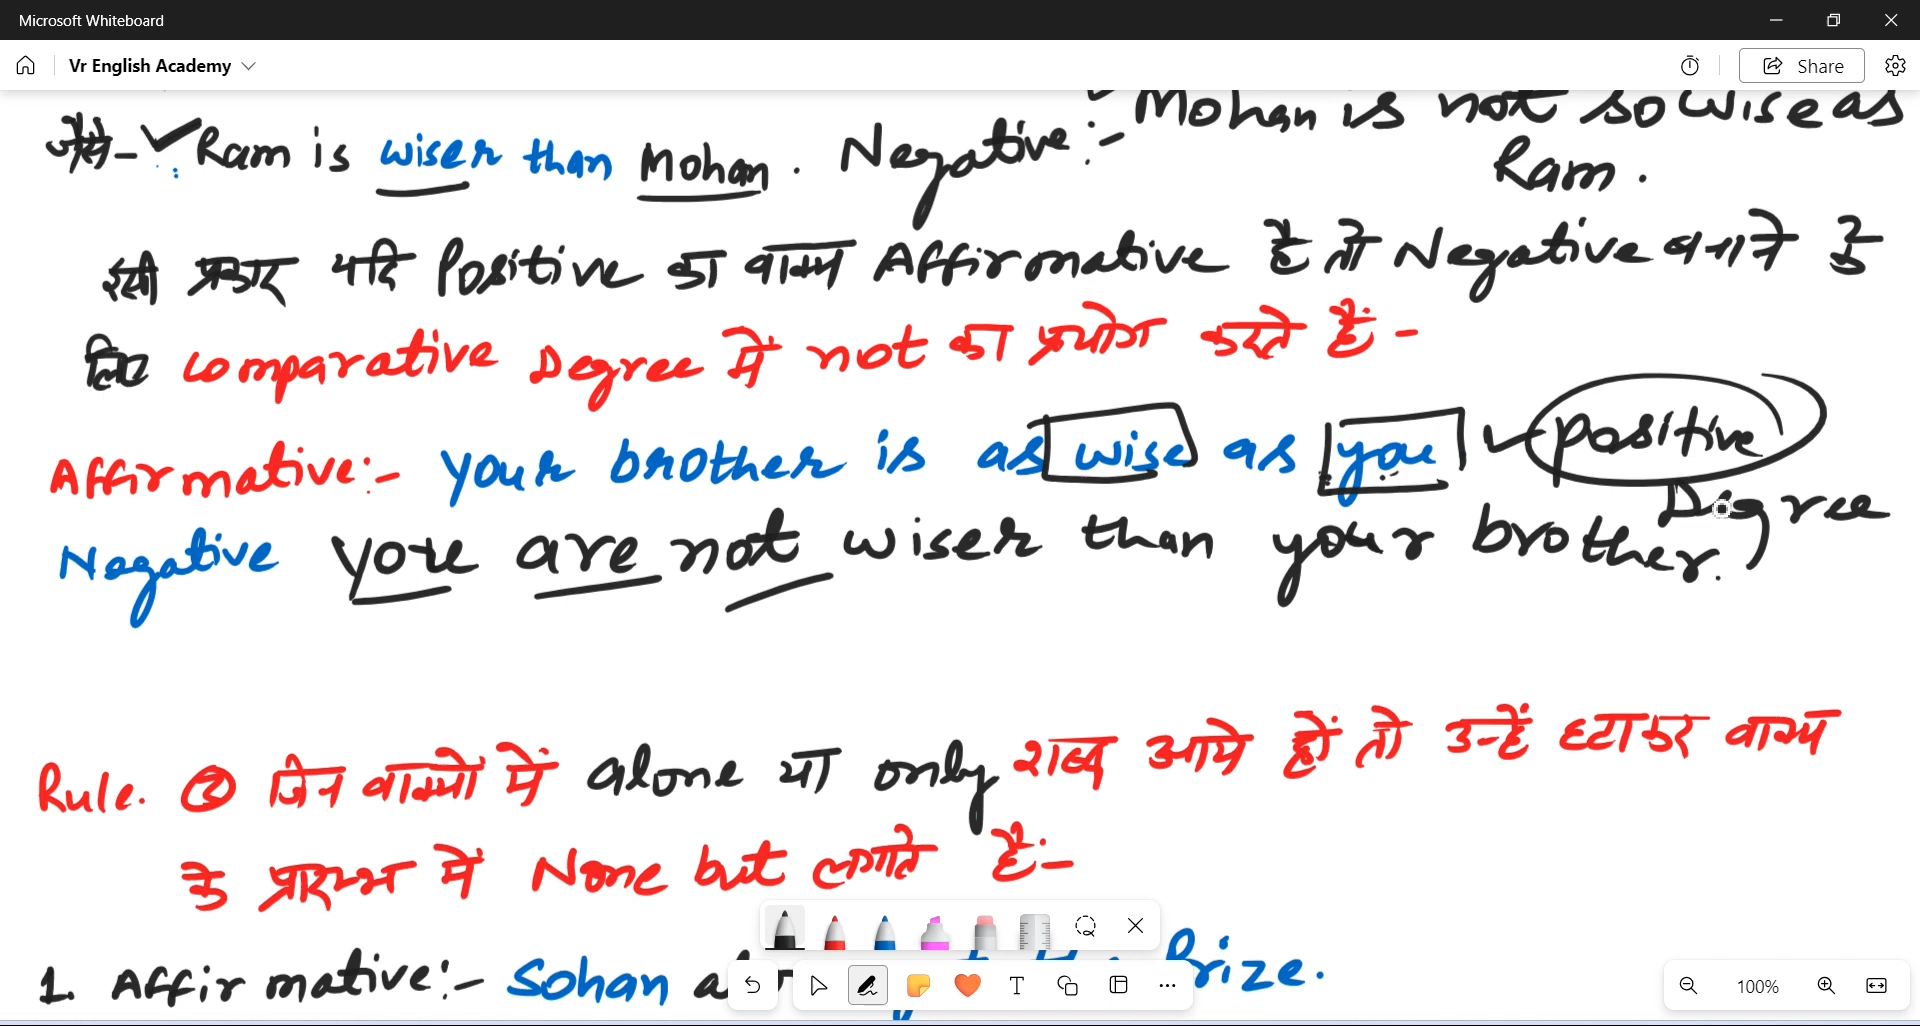 Microsoft Whiteboard
Vr English Academy
Share
Mohan is not so wise as
जैसे- Ram is wiser than Mohan. Negative:-
Ram.
इसी प्रकार यदि Positive का वाक्य Affirmative है तो Negative बनाने के
लिए comparative Degree में not का प्रयोग करते हैं-
Affirmative:- your brother is as wise as you (positive
Degree)
Negative you are not wiser than your brother.
Rule. ② जिन वाक्यों में alone या only शब्द आये हों तो उन्हें हटाकर वाक्य
के प्रारम्भ में None but लगाते हैं:-
1. Affirmative:- Sohan Prize.
100%